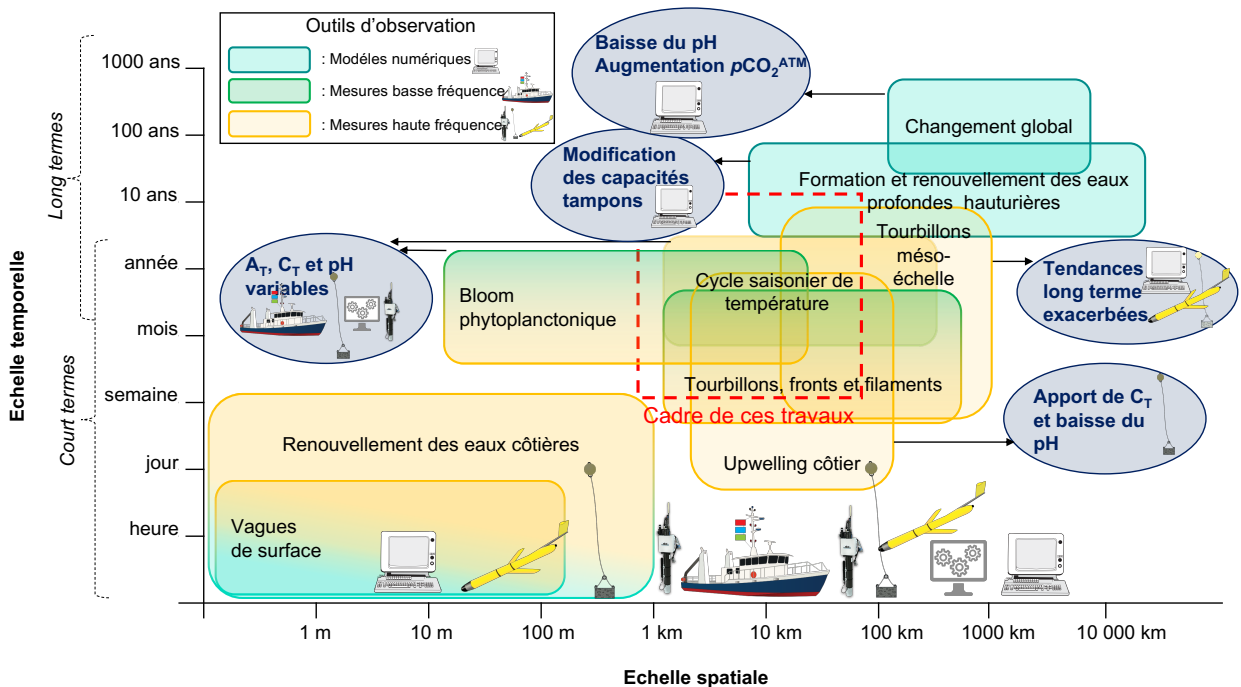 Outils d'observation
: Modéles numériques
: Mesures basse fréquence
: Mesures haute fréquence
Baisse du pH
Augmentation pCO₂ᴬᵀᴹ
Modification
des capacités
tampons
Changement global
Formation et renouvellement des eaux
profondes hauturières
Tourbillons
méso-
échelle
Cycle saisonier de
température
Bloom
phytoplanctonique
A_T, C_T et pH
variables
Tendances
long terme
exacerbées
Tourbillons, fronts et filaments
Cadre de ces travaux
Apport de C_T
et baisse du
pH
Renouvellement des eaux côtières
Upwelling côtier
Vagues
de surface
Echelle temporelle
Long termes
Court termes
1000 ans
100 ans
10 ans
année
mois
semaine
jour
heure
1 m
10 m
100 m
1 km
10 km
100 km
1000 km
10 000 km
Echelle spatiale